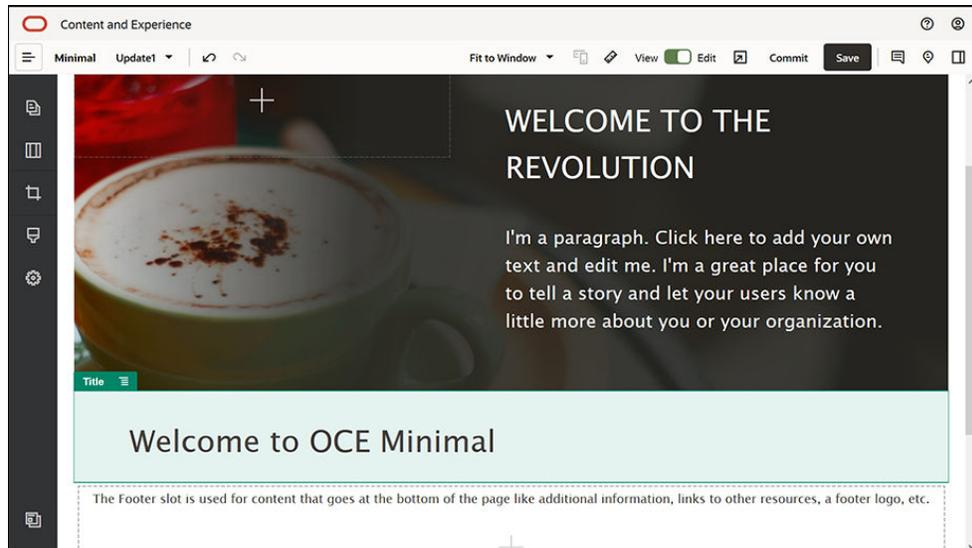 Content and Experience
Minimal Update1 Fit to Window View Edit Commit Save
WELCOME TO THE
REVOLUTION
I'm a paragraph. Click here to add your own
text and edit me. I'm a great place for you
to tell a story and let your users know a
little more about you or your organization.
Title
Welcome to OCE Minimal
The Footer slot is used for content that goes at the bottom of the page like additional information, links to other resources, a footer logo, etc.